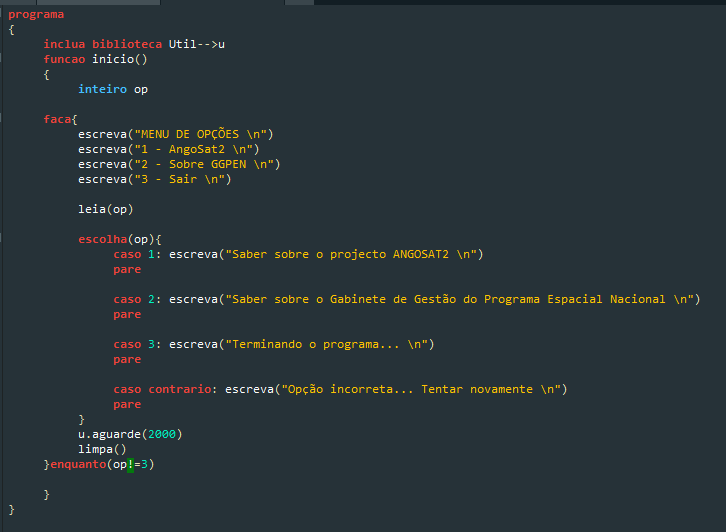 programa
{
inclua biblioteca Util-->u
funcao inicio()
{
inteiro op
faca{
escreva("MENU DE OPÇÕES \n")
escreva("1 - AngoSat2 \n")
escreva("2 - Sobre GGPEN \n")
escreva("3 - Sair \n")
leia(op)
escolha(op){
caso 1: escreva("Saber sobre o projecto ANGOSAT2 \n")
pare
caso 2: escreva("Saber sobre o Gabinete de Gestão do Programa Espacial Nacional \n")
pare
caso 3: escreva("Terminando o programa... \n")
pare
caso contrario: escreva("Opção incorreta... Tentar novamente \n")
pare
}
u.aguarde(2000)
limpa()
}enquanto(op!=3)
}
}